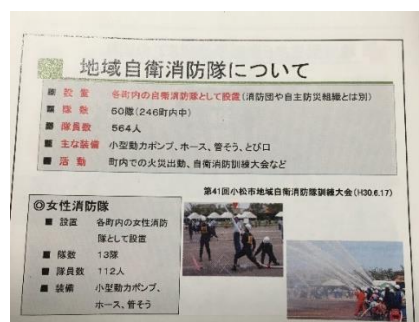 地域自衛消防隊について
■ 設置 各町内の自衛消防隊として設置(消防団や自主防災組織とは別)
■ 隊数 60隊(246町内中)
■ 隊員数 564人
■ 主な装備 小型動力ポンプ、ホース、管そう、とび口
■ 活動 町内での火災出動、自衛消防訓練大会など
第41回小松市地域自衛消防隊訓練大会(H30.6.17)
◎女性消防隊
■ 設置 各町内の女性消防
隊として設置
■ 隊数 13隊
■ 隊員数 112人
■ 装備 小型動力ポンプ、
ホース、管そう